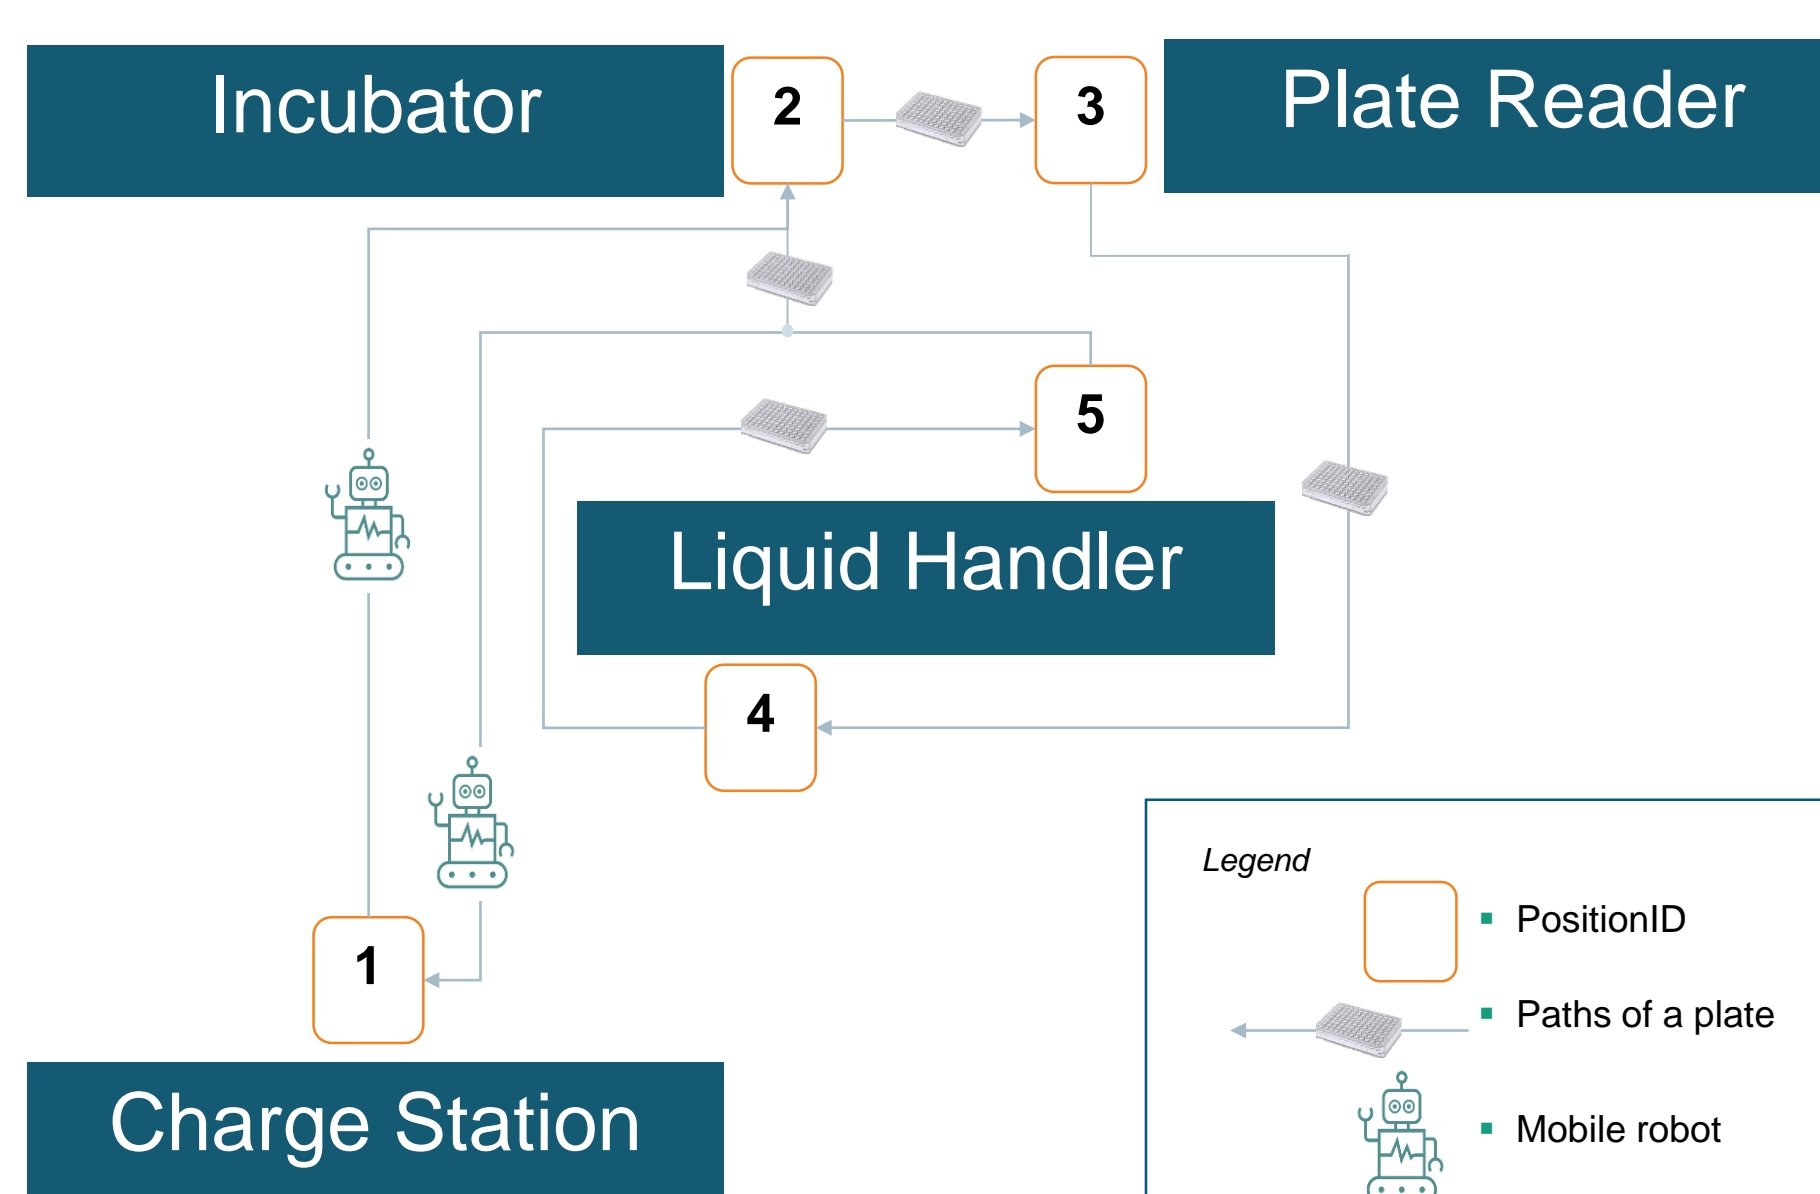 Incubator
2
3
Plate Reader
5
Liquid Handler
4
1
Charge Station
Legend
PositionID
Paths of a plate
Mobile robot